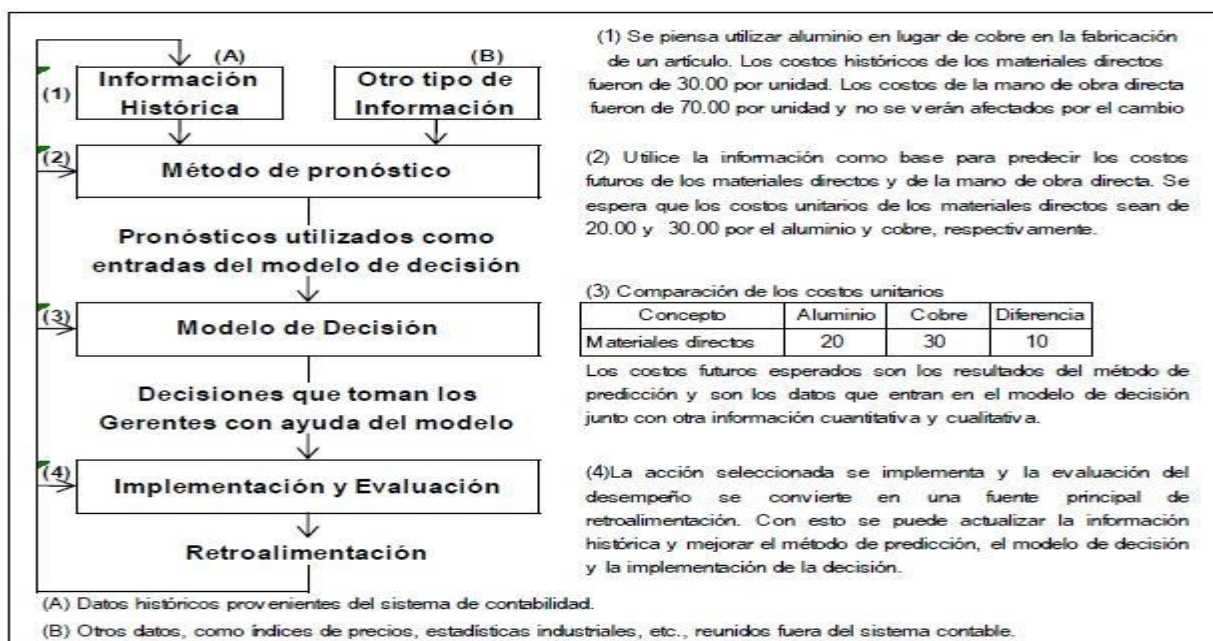 (A)
(B)
(1)
Información
Histórica
Otro tipo de
Información
(2)
Método de pronóstico
Pronósticos utilizados como
entradas del modelo de decisión
(3)
Modelo de Decisión
Decisiones que toman los
Gerentes con ayuda del modelo
(4)
Implementación y Evaluación
Retroalimentación
(1) Se piensa utilizar aluminio en lugar de cobre en la fabricación
de un artículo. Los costos históricos de los materiales directos
fueron de 30.00 por unidad. Los costos de la mano de obra directa
fueron de 70.00 por unidad y no se verán afectados por el cambio
(2) Utilice la información como base para predecir los costos
futuros de los materiales directos y de la mano de obra directa. Se
espera que los costos unitarios de los materiales directos sean de
20.00 y 30.00 por el aluminio y cobre, respectivamente.
(3) Comparación de los costos unitarios
Concepto Aluminio Cobre Diferencia
Materiales directos 20 30 10
Los costos futuros esperados son los resultados del método de
predicción y son los datos que entran en el modelo de decisión
junto con otra información cuantitativa y cualitativa.
(4)La acción seleccionada se implementa y la evaluación del
desempeño se convierte en una fuente principal de
retroalimentación. Con esto se puede actualizar la información
histórica y mejorar el método de predicción, el modelo de decisión
y la implementación de la decisión.
(A) Datos históricos provenientes del sistema de contabilidad.
(B) Otros datos, como índices de precios, estadísticas industriales, etc., reunidos fuera del sistema contable.